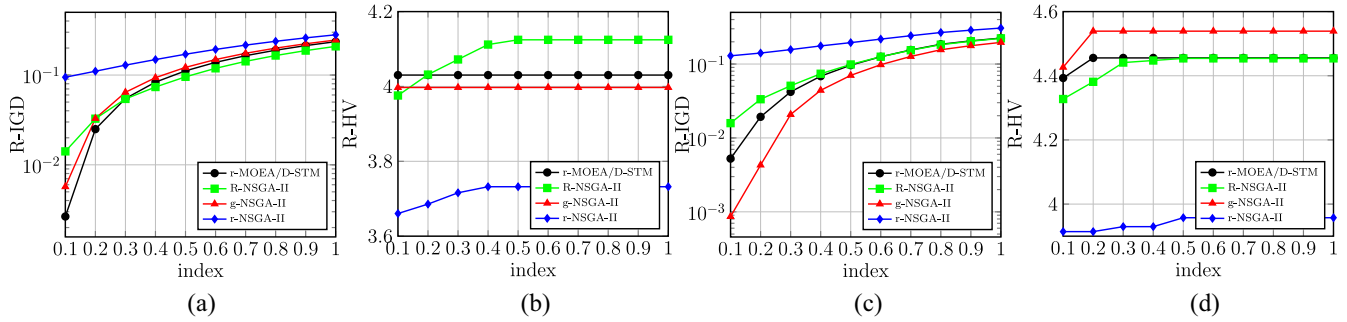 R-IGD
10^{-1}
10^{-2}
0.1 0.2 0.3 0.4 0.5 0.6 0.7 0.8 0.9 1
index
r-MOEA/D-STM
R-NSGA-II
g-NSGA-II
r-NSGA-II
(a)
R-HV
4.2
4
3.8
3.6
0.1 0.2 0.3 0.4 0.5 0.6 0.7 0.8 0.9 1
index
r-MOEA/D-STM
R-NSGA-II
g-NSGA-II
r-NSGA-II
(b)
R-IGD
10^{-1}
10^{-2}
10^{-3}
0.1 0.2 0.3 0.4 0.5 0.6 0.7 0.8 0.9 1
index
r-MOEA/D-STM
R-NSGA-II
g-NSGA-II
r-NSGA-II
(c)
R-HV
4.6
4.4
4.2
4
0.1 0.2 0.3 0.4 0.5 0.6 0.7 0.8 0.9 1
index
r-MOEA/D-STM
R-NSGA-II
g-NSGA-II
r-NSGA-II
(d)